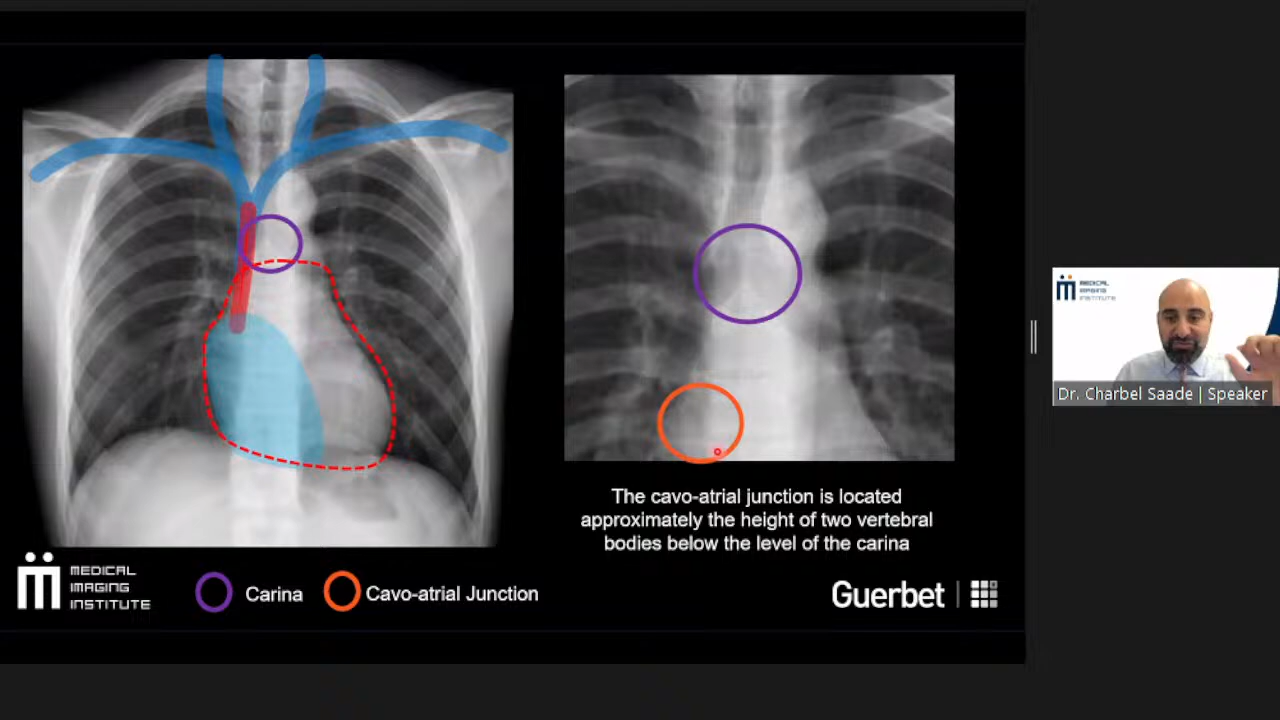 The cavo-atrial junction is located
approximately the height of two vertebral
bodies below the level of the carina
MEDICAL
IMAGING
INSTITUTE
Carina
Cavo-atrial Junction
Guerbet
MEDICAL
IMAGING
INSTITUTE
Dr. Charbel Saade | Speaker